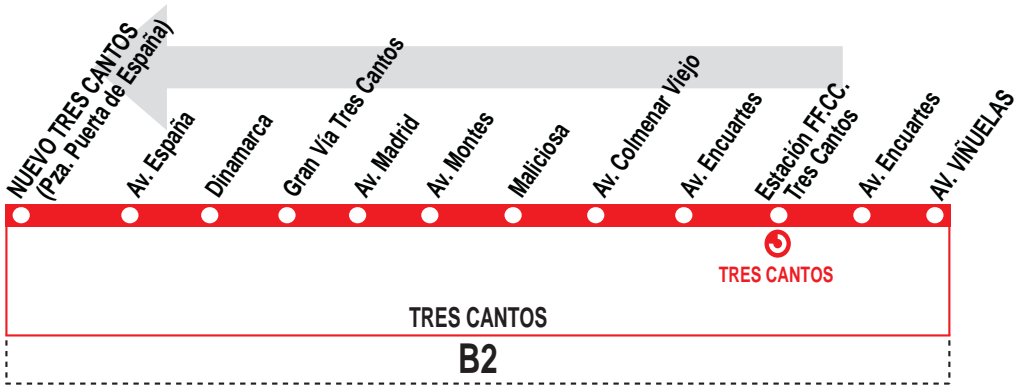 NUEVO TRES CANTOS
(Pza. Puerta de España)
Av. España
Dinamarca
Gran Vía Tres Cantos
Av. Madrid
Av. Montes
Maliciosa
Av. Colmenar Viejo
Av. Encuartes
Estación FF.CC.
Tres Cantos
Av. Encuartes
AV. VIÑUELAS
TRES CANTOS
TRES CANTOS
B2